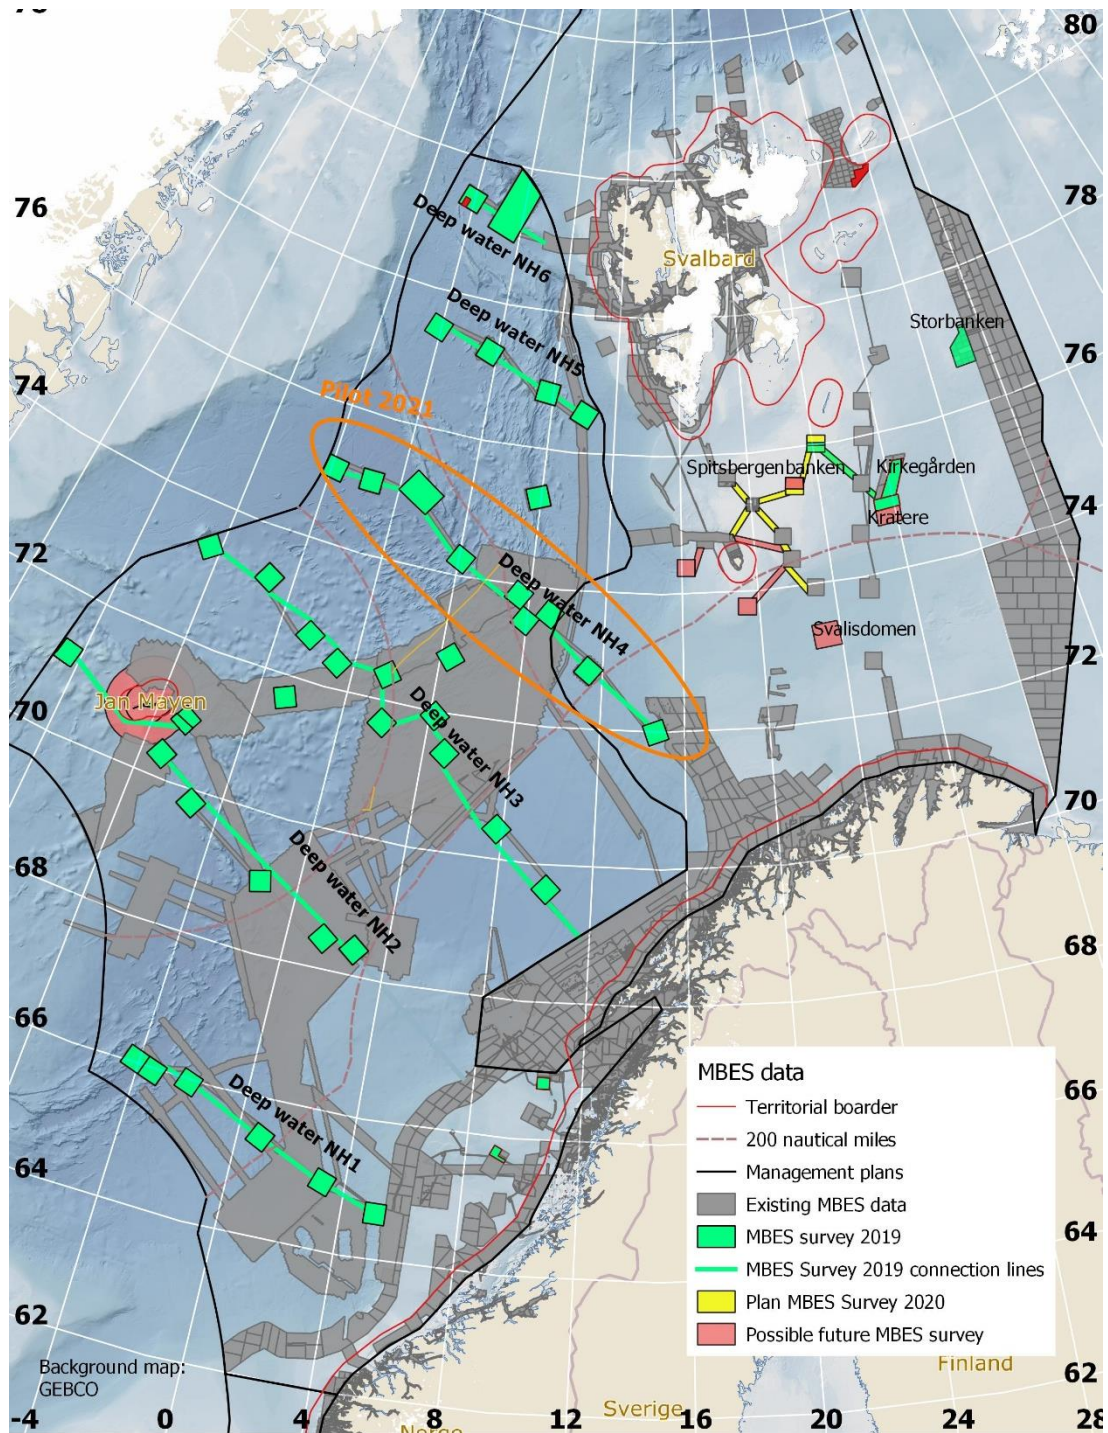 80
76
78
Svalbard
Deep water NH6
Deep water NH5
Storbanken
76
74
Pilot 2021
Spitsbergenbanken
Kirkegården
Kratere
74
72
Deep water NH4
Svalisdomen
72
Jan Mayen
70
Deep water NH3
70
68
Deep water NH2
68
66
66
Deep water NH1
64
64
62
62
MBES data
Territorial boarder
200 nautical miles
Management plans
Existing MBES data
MBES survey 2019
MBES Survey 2019 connection lines
Plan MBES Survey 2020
Possible future MBES survey
Background map:
GEBCO
Finland
Sverige
Norge
-4
0
4
8
12
16
20
24
28